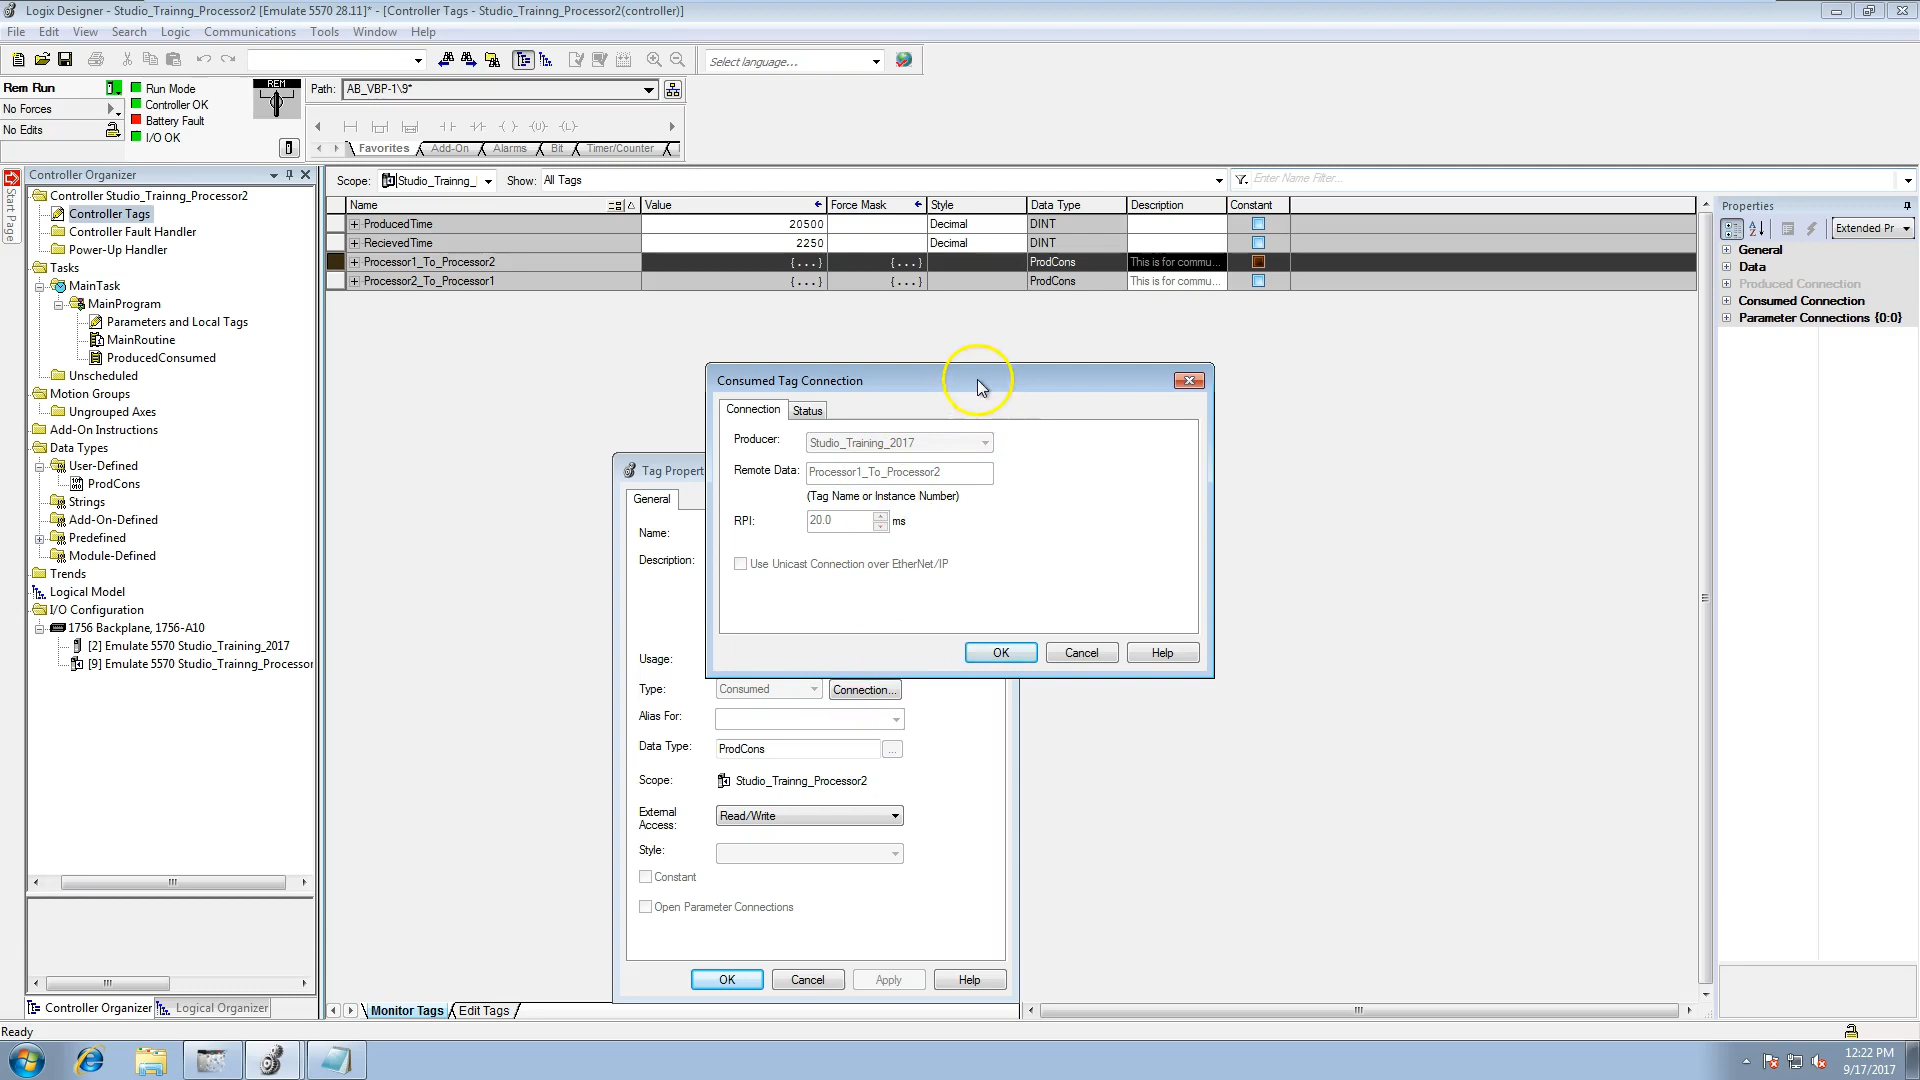 Logix Designer - Studio_Trainng_Processor2 [Emulate 5570 28.11]* - [Controller Tags - Studio_Trainng_Processor2(controller)]
File Edit View Search Logic Communications Tools Window Help
Select language...
Rem Run
No Forces
No Edits
Run Mode
Controller OK
Battery Fault
I/O OK
REM
Path: AB_VBP-1\9*
Favorites Add-On Alarms Bit Timer/Counter
Start Page
Controller Organizer
Controller Studio_Trainng_Processor2
Controller Tags
Controller Fault Handler
Power-Up Handler
Tasks
MainTask
MainProgram
Parameters and Local Tags
MainRoutine
ProducedConsumed
Unscheduled
Motion Groups
Ungrouped Axes
Add-On Instructions
Data Types
User-Defined
ProdCons
Strings
Add-On-Defined
Predefined
Module-Defined
Trends
Logical Model
I/O Configuration
1756 Backplane, 1756-A10
[2] Emulate 5570 Studio_Training_2017
[9] Emulate 5570 Studio_Trainng_Processor
Controller Organizer Logical Organizer
Scope: Studio_Trainng_ Show: All Tags
Enter Name Filter...
Name Value Force Mask Style Data Type Description Constant
ProducedTime 20500 Decimal DINT
RecievedTime 2250 Decimal DINT
Processor1_To_Processor2 {...} {...} ProdCons This is for commu...
Processor2_To_Processor1 {...} {...} ProdCons This is for commu...
Consumed Tag Connection
Connection Status
Producer: Studio_Training_2017
Remote Data: Processor1_To_Processor2
(Tag Name or Instance Number)
RPI: 20.0 ms
Use Unicast Connection over EtherNet/IP
OK Cancel Help
Tag Propert
General
Name:
Description:
Usage:
Type: Consumed Connection...
Alias For:
Data Type: ProdCons ...
Scope: Studio_Trainng_Processor2
External Access: Read/Write
Style:
Constant
Open Parameter Connections
OK Cancel Apply Help
Monitor Tags Edit Tags
Properties
Extended Pr
General
Data
Produced Connection
Consumed Connection
Parameter Connections {0:0}
Ready
12:22 PM
9/17/2017